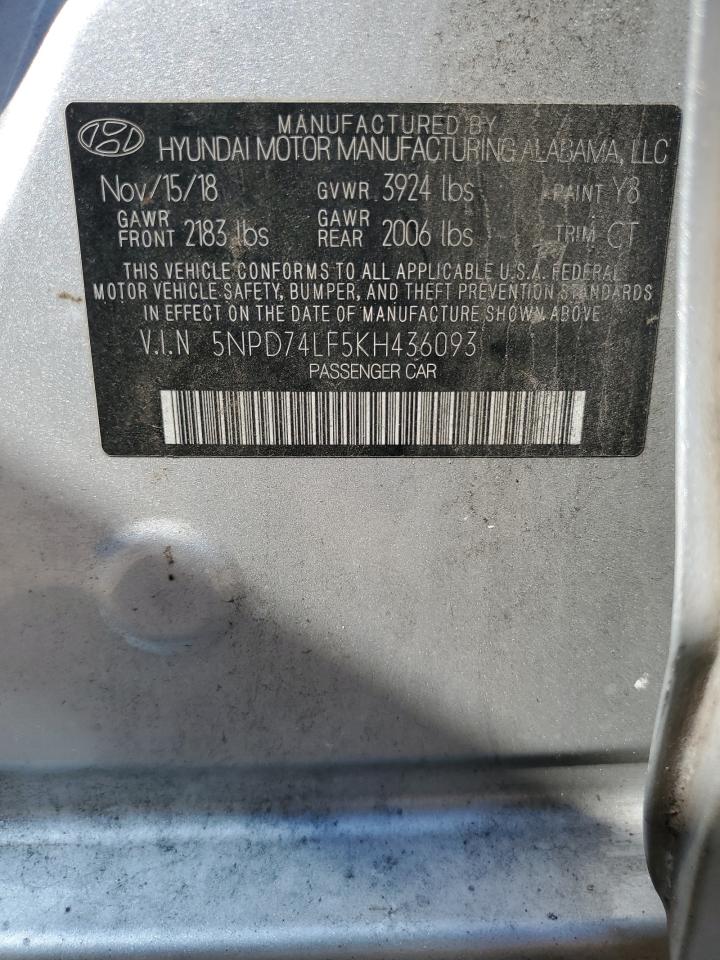 MANUFACTURED BY
HYUNDAI MOTOR MANUFACTURING ALABAMA, LLC
Nov/15/18 GVWR 3924 lbs PAINT Y8
GAWR FRONT 2183 lbs GAWR REAR 2006 lbs TRIM CT
THIS VEHICLE CONFORMS TO ALL APPLICABLE U.S.A. FEDERAL
MOTOR VEHICLE SAFETY, BUMPER, AND THEFT PREVENTION STANDARDS
IN EFFECT ON THE DATE OF MANUFACTURE SHOWN ABOVE.
V.I.N 5NPD74LF5KH436093
PASSENGER CAR